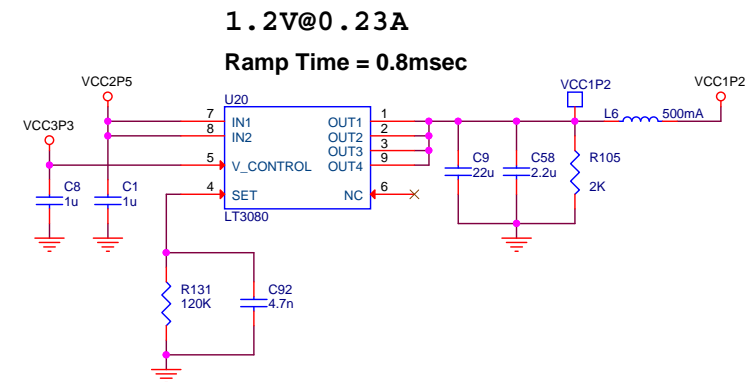 1.2V@0.23A
Ramp Time = 0.8msec
VCC2P5
VCC1P2
VCC1P2
VCC3P3
U20
7 IN1 OUT1 1
8 IN2 OUT2 2
OUT3 3
5 V_CONTROL OUT4 9
4 SET NC 6
LT3080
L6 500mA
C8
1u
C1
1u
C9
22u
C58
2.2u
R105
2K
R131
120K
C92
4.7n